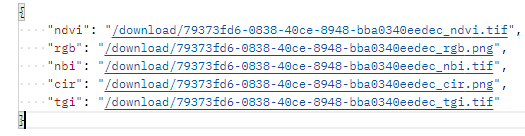 {
"ndvi": "/download/79373fd6-0838-40ce-8948-bba0340eedec_ndvi.tif",
"rgb": "/download/79373fd6-0838-40ce-8948-bba0340eedec_rgb.png",
"nbi": "/download/79373fd6-0838-40ce-8948-bba0340eedec_nbi.tif",
"cir": "/download/79373fd6-0838-40ce-8948-bba0340eedec_cir.png",
"tgi": "/download/79373fd6-0838-40ce-8948-bba0340eedec_tgi.tif"
}